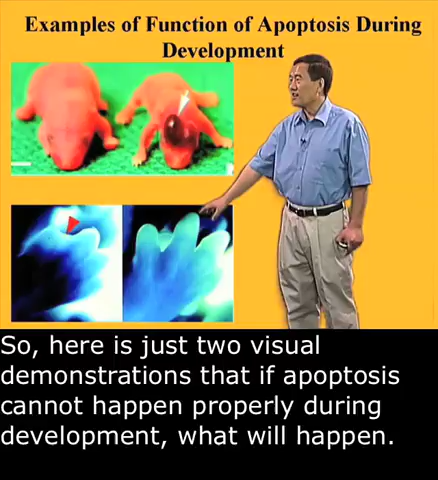 Examples of Function of Apoptosis During
Development
So, here is just two visual
demonstrations that if apoptosis
cannot happen properly during
development, what will happen.